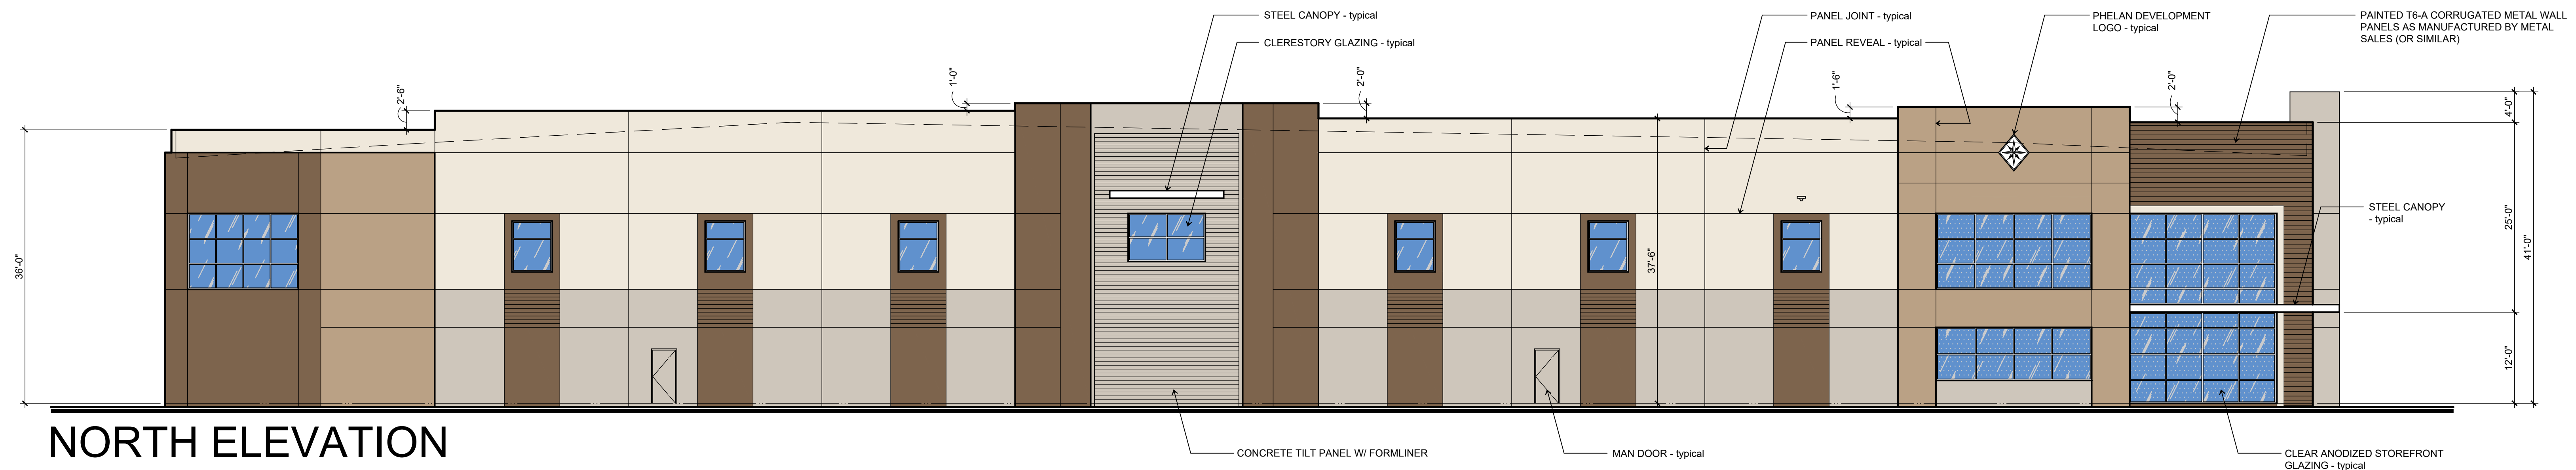 STEEL CANOPY - typical
CLERESTORY GLAZING - typical
PANEL JOINT - typical
PANEL REVEAL - typical
PHELAN DEVELOPMENT
LOGO - typical
PAINTED T6-A CORRUGATED METAL WALL
PANELS AS MANUFACTURED BY METAL
SALES (OR SIMILAR)
2'-6"
1'-0"
2'-0"
1'-6"
2'-0"
4'-0"
36'-0"
37'-6"
STEEL CANOPY
- typical
25'-0"
41'-0"
12'-0"
NORTH ELEVATION
CONCRETE TILT PANEL W/ FORMLINER
MAN DOOR - typical
CLEAR ANODIZED STOREFRONT
GLAZING - typical